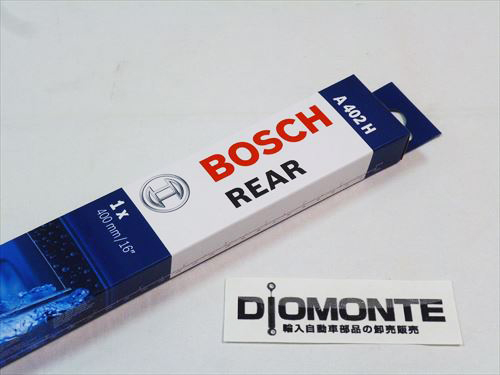 A 402 H
BOSCH
REAR
1 x
400 mm/16"
DIOMONTE
輸入自動車部品の卸売販売